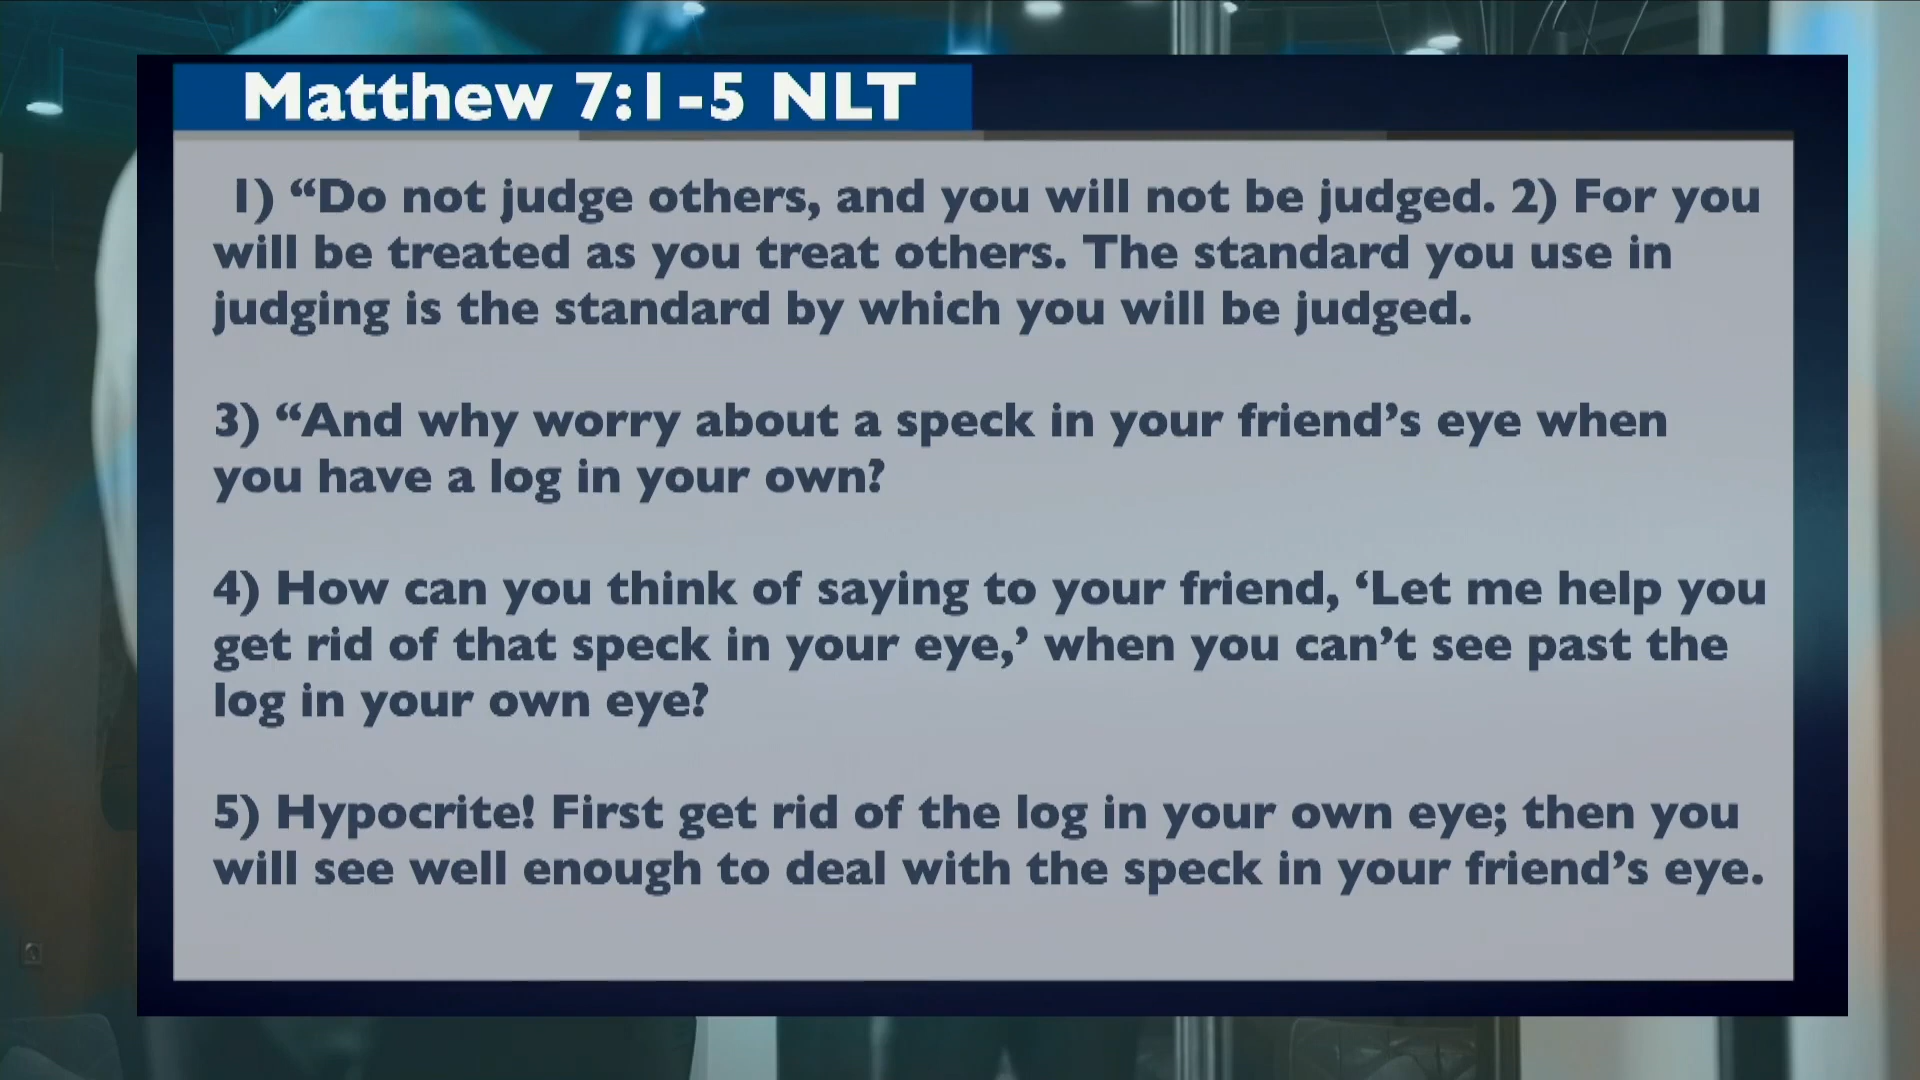 Matthew 7:1-5 NLT
1) “Do not judge others, and you will not be judged. 2) For you
will be treated as you treat others. The standard you use in
judging is the standard by which you will be judged.
3) “And why worry about a speck in your friend’s eye when
you have a log in your own?
4) How can you think of saying to your friend, ‘Let me help you
get rid of that speck in your eye,’ when you can’t see past the
log in your own eye?
5) Hypocrite! First get rid of the log in your own eye; then you
will see well enough to deal with the speck in your friend’s eye.